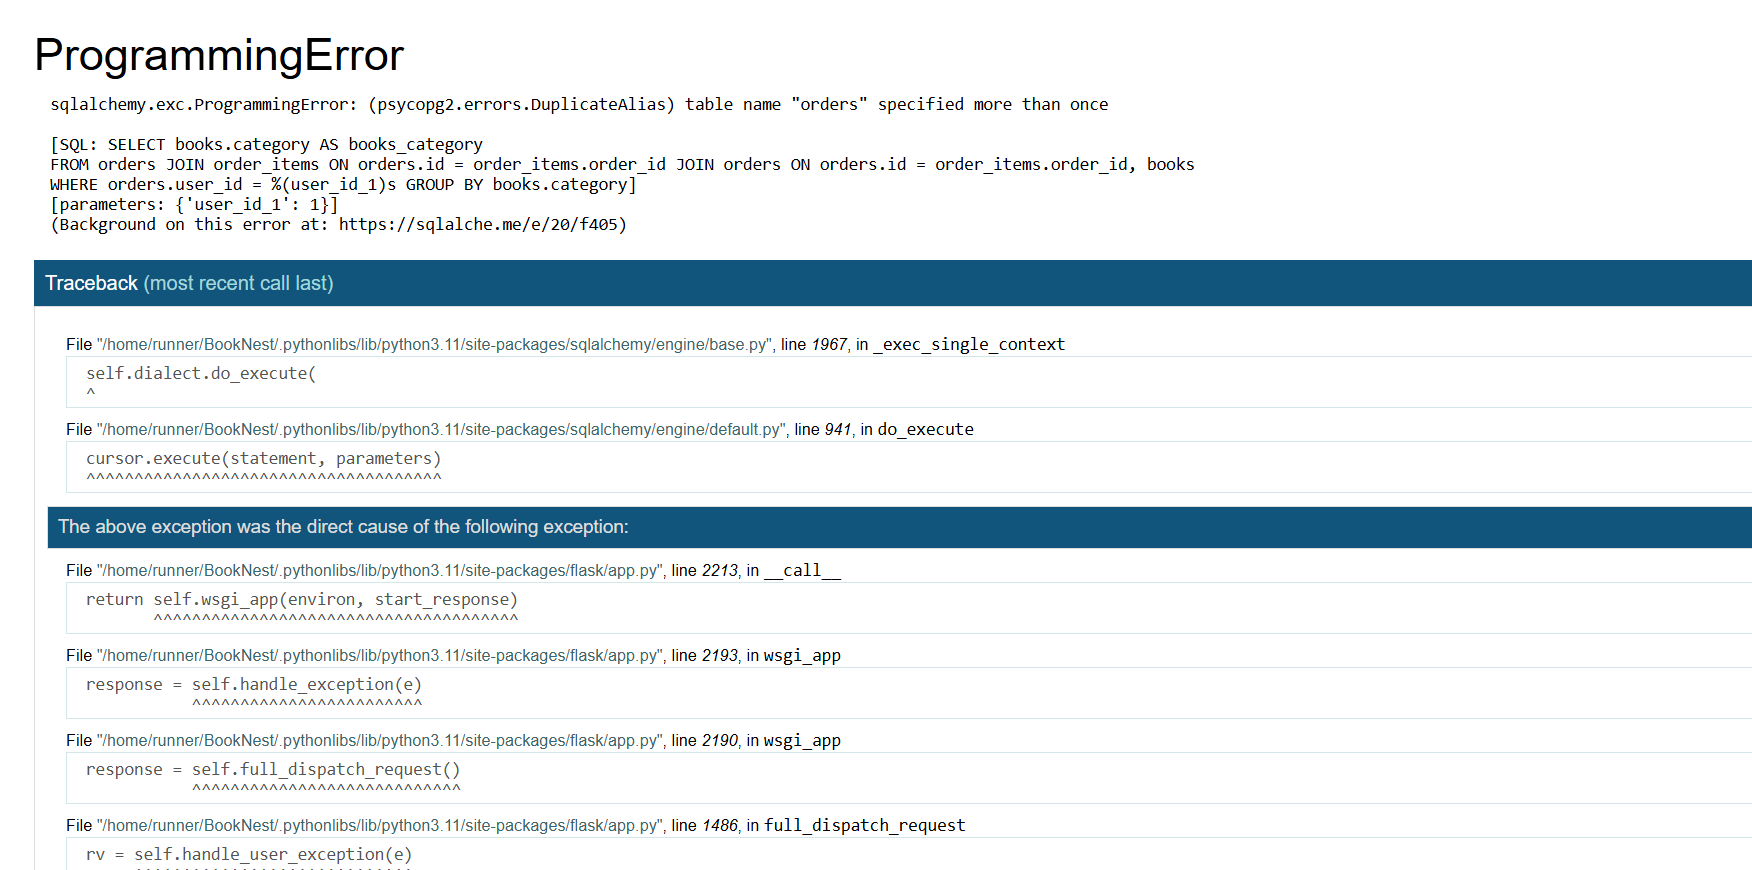 ProgrammingError
sqlalchemy.exc.ProgrammingError: (psycopg2.errors.DuplicateAlias) table name "orders" specified more than once
[SQL: SELECT books.category AS books_category
FROM orders JOIN order_items ON orders.id = order_items.order_id JOIN orders ON orders.id = order_items.order_id, books
WHERE orders.user_id = %(user_id_1)s GROUP BY books.category]
[parameters: {'user_id_1': 1}]
(Background on this error at: https://sqlalche.me/e/20/f405)
Traceback (most recent call last)
File "/home/runner/BookNest/.pythonlibs/lib/python3.11/site-packages/sqlalchemy/engine/base.py", line 1967, in _exec_single_context
self.dialect.do_execute(
^
File "/home/runner/BookNest/.pythonlibs/lib/python3.11/site-packages/sqlalchemy/engine/default.py", line 941, in do_execute
cursor.execute(statement, parameters)
^^^^^^^^^^^^^^^^^^^^^^^^^^^^^^^^^^^^^
The above exception was the direct cause of the following exception:
File "/home/runner/BookNest/.pythonlibs/lib/python3.11/site-packages/flask/app.py", line 2213, in __call__
return self.wsgi_app(environ, start_response)
^^^^^^^^^^^^^^^^^^^^^^^^^^^^^^^^^^^^^^
File "/home/runner/BookNest/.pythonlibs/lib/python3.11/site-packages/flask/app.py", line 2193, in wsgi_app
response = self.handle_exception(e)
^^^^^^^^^^^^^^^^^^^^^^^^
File "/home/runner/BookNest/.pythonlibs/lib/python3.11/site-packages/flask/app.py", line 2190, in wsgi_app
response = self.full_dispatch_request()
^^^^^^^^^^^^^^^^^^^^^^^^^^^^
File "/home/runner/BookNest/.pythonlibs/lib/python3.11/site-packages/flask/app.py", line 1486, in full_dispatch_request
rv = self.handle_user_exception(e)
^^^^^^^^^^^^^^^^^^^^^^^^^^^^^